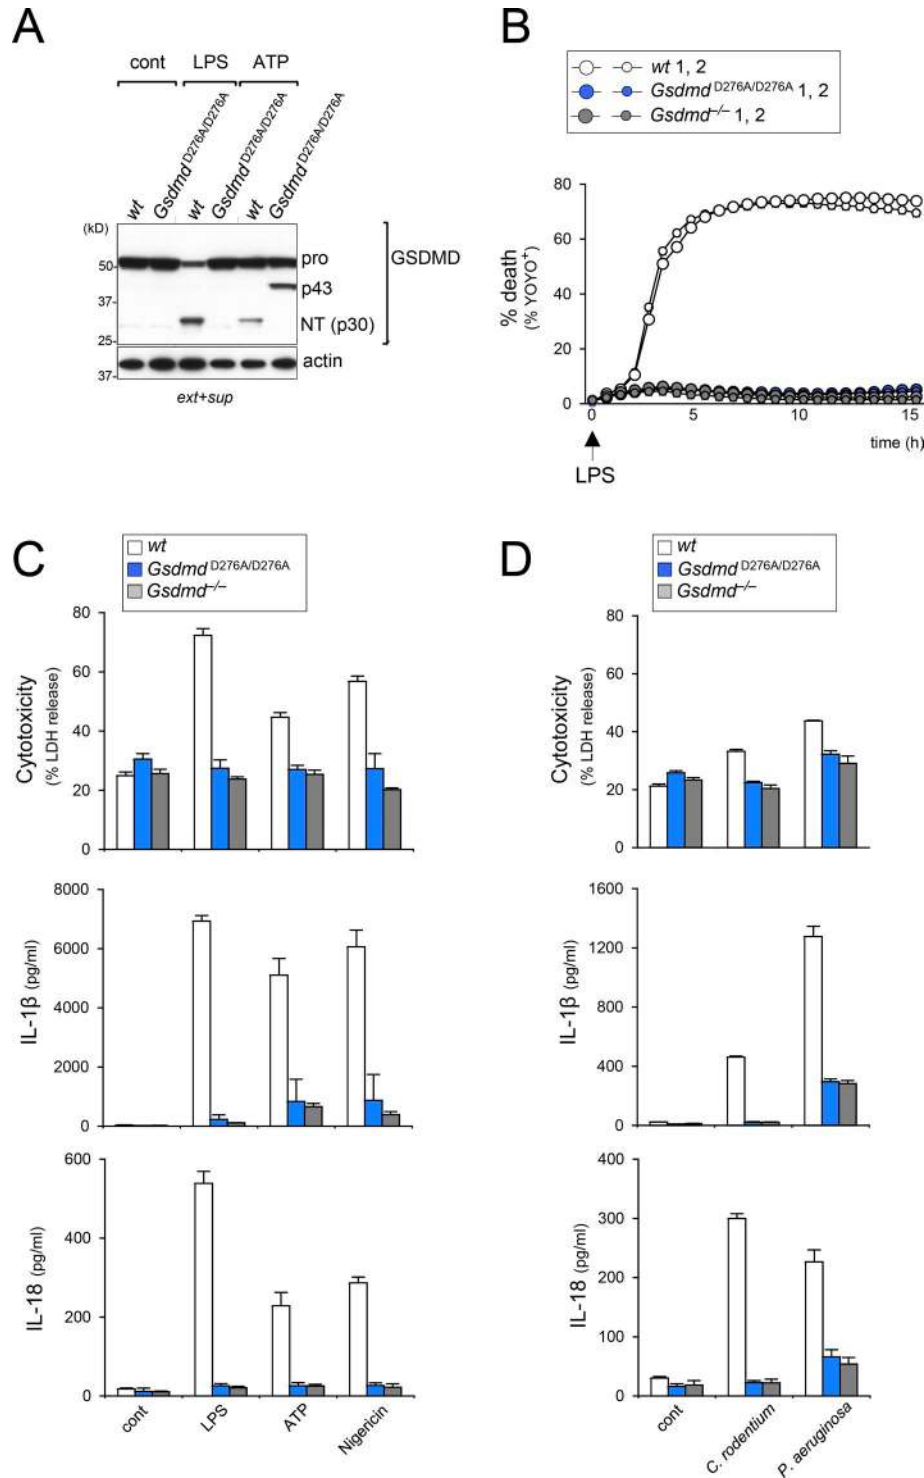 A
cont LPS ATP
wt
Gsdmd D276A/D276A
wt
Gsdmd D276A/D276A
wt
Gsdmd D276A/D276A
(kD)
50
37
25
37
pro
p43
NT (p30)
GSDMD
actin
ext+sup
B
wt 1, 2
Gsdmd D276A/D276A 1, 2
Gsdmd–/– 1, 2
% death
(% YOYO+)
80
60
40
20
0
0 5 10 15
time (h)
LPS
C
wt
Gsdmd D276A/D276A
Gsdmd–/–
Cytotoxicity
(% LDH release)
80
60
40
20
0
IL-1β (pg/ml)
8000
6000
4000
2000
0
IL-18 (pg/ml)
600
400
200
0
cont
LPS
ATP
Nigericin
D
wt
Gsdmd D276A/D276A
Gsdmd–/–
Cytotoxicity
(% LDH release)
80
60
40
20
0
IL-1β (pg/ml)
1600
1200
800
400
0
IL-18 (pg/ml)
400
300
200
100
0
cont
C. rodentium
P. aeruginosa